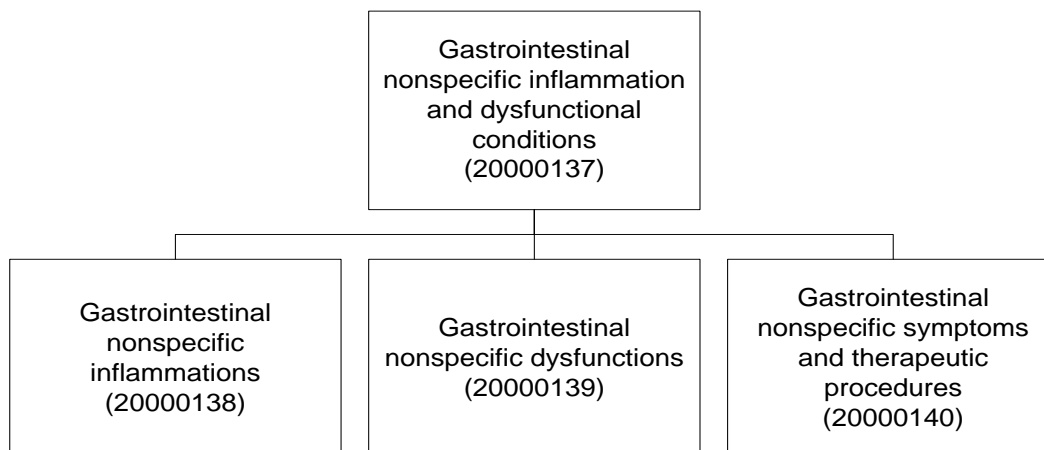 Gastrointestinal
nonspecific inflammation
and dysfunctional
conditions
(20000137)
Gastrointestinal
nonspecific
inflammations
(20000138)
Gastrointestinal
nonspecific dysfunctions
(20000139)
Gastrointestinal
nonspecific symptoms
and therapeutic
procedures
(20000140)